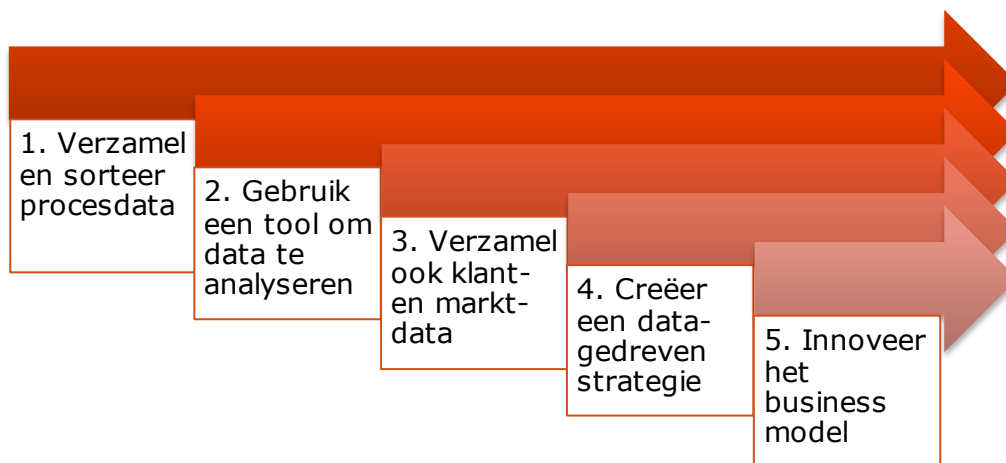 1. Verzamel
en sorteer
procesdata
2. Gebruik
een tool om
data te
analyseren
3. Verzamel
ook klant-
en markt-
data
4. Creëer
een data-
gedreven
strategie
5. Innoveer
het
business
model